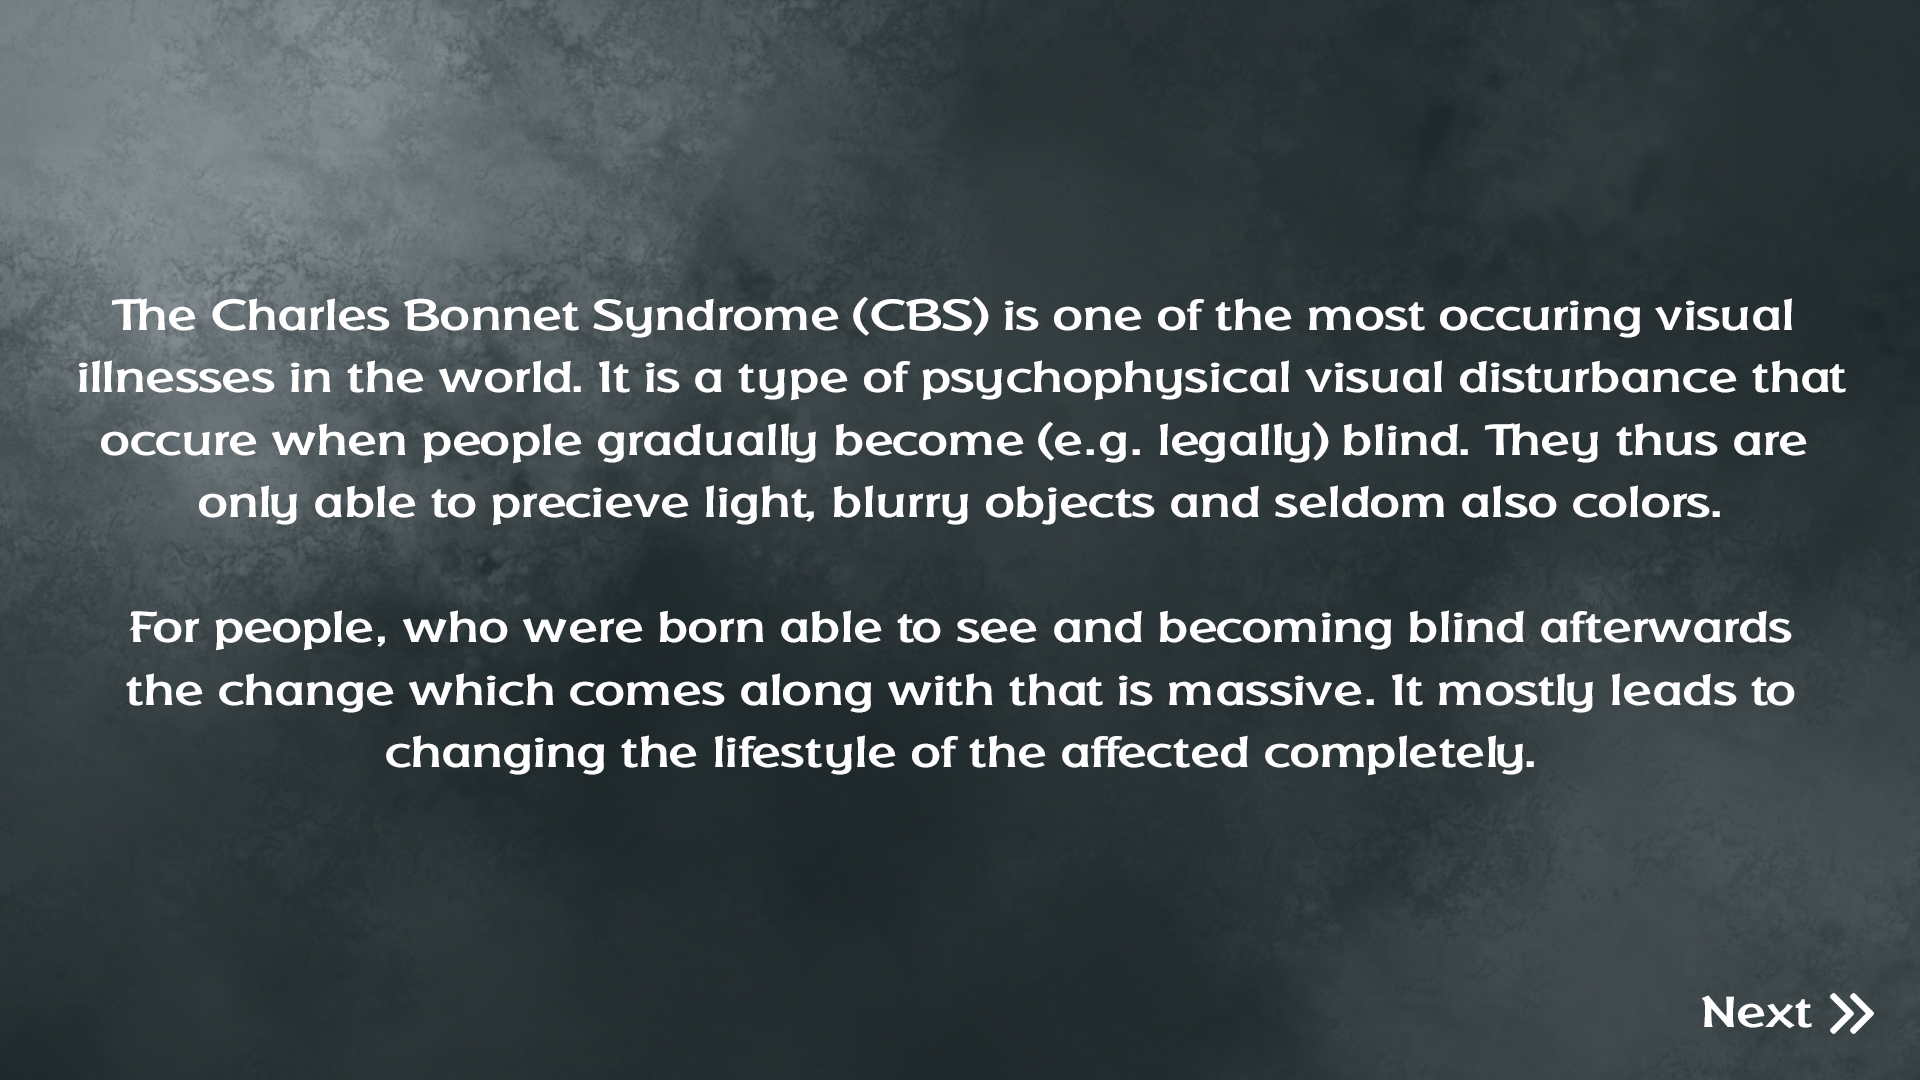 The Charles Bonnet Syndrome (CBS) is one of the most occuring visual
illnesses in the world. It is a type of psychophysical visual disturbance that
occure when people gradually become (e.g. legally) blind. They thus are
only able to precieve light, blurry objects and seldom also colors.
For people, who were born able to see and becoming blind afterwards
the change which comes along with that is massive. It mostly leads to
changing the lifestyle of the affected completely.
Next